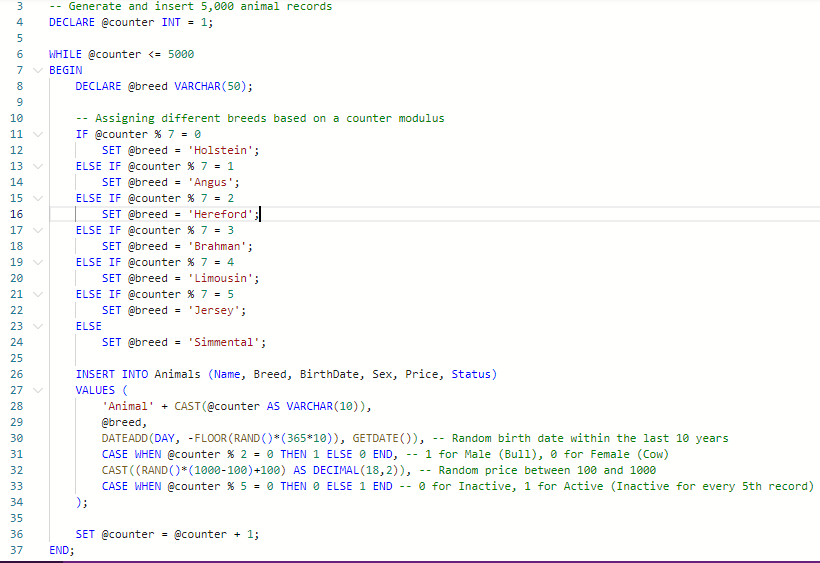 3 -- Generate and insert 5,000 animal records
4 DECLARE @counter INT = 1;
5
6 WHILE @counter <= 5000
7 BEGIN
8 DECLARE @breed VARCHAR(50);
9
10 -- Assigning different breeds based on a counter modulus
11 IF @counter % 7 = 0
12 SET @breed = 'Holstein';
13 ELSE IF @counter % 7 = 1
14 SET @breed = 'Angus';
15 ELSE IF @counter % 7 = 2
16 SET @breed = 'Hereford';
17 ELSE IF @counter % 7 = 3
18 SET @breed = 'Brahman';
19 ELSE IF @counter % 7 = 4
20 SET @breed = 'Limousin';
21 ELSE IF @counter % 7 = 5
22 SET @breed = 'Jersey';
23 ELSE
24 SET @breed = 'Simmental';
25
26 INSERT INTO Animals (Name, Breed, BirthDate, Sex, Price, Status)
27 VALUES (
28 'Animal' + CAST(@counter AS VARCHAR(10)),
29 @breed,
30 DATEADD(DAY, -FLOOR(RAND()*(365*10)), GETDATE()), -- Random birth date within the last 10 years
31 CASE WHEN @counter % 2 = 0 THEN 1 ELSE 0 END, -- 1 for Male (Bull), 0 for Female (Cow)
32 CAST((RAND()*(1000-100)+100) AS DECIMAL(18,2)), -- Random price between 100 and 1000
33 CASE WHEN @counter % 5 = 0 THEN 0 ELSE 1 END -- 0 for Inactive, 1 for Active (Inactive for every 5th record)
34 );
35
36 SET @counter = @counter + 1;
37 END;